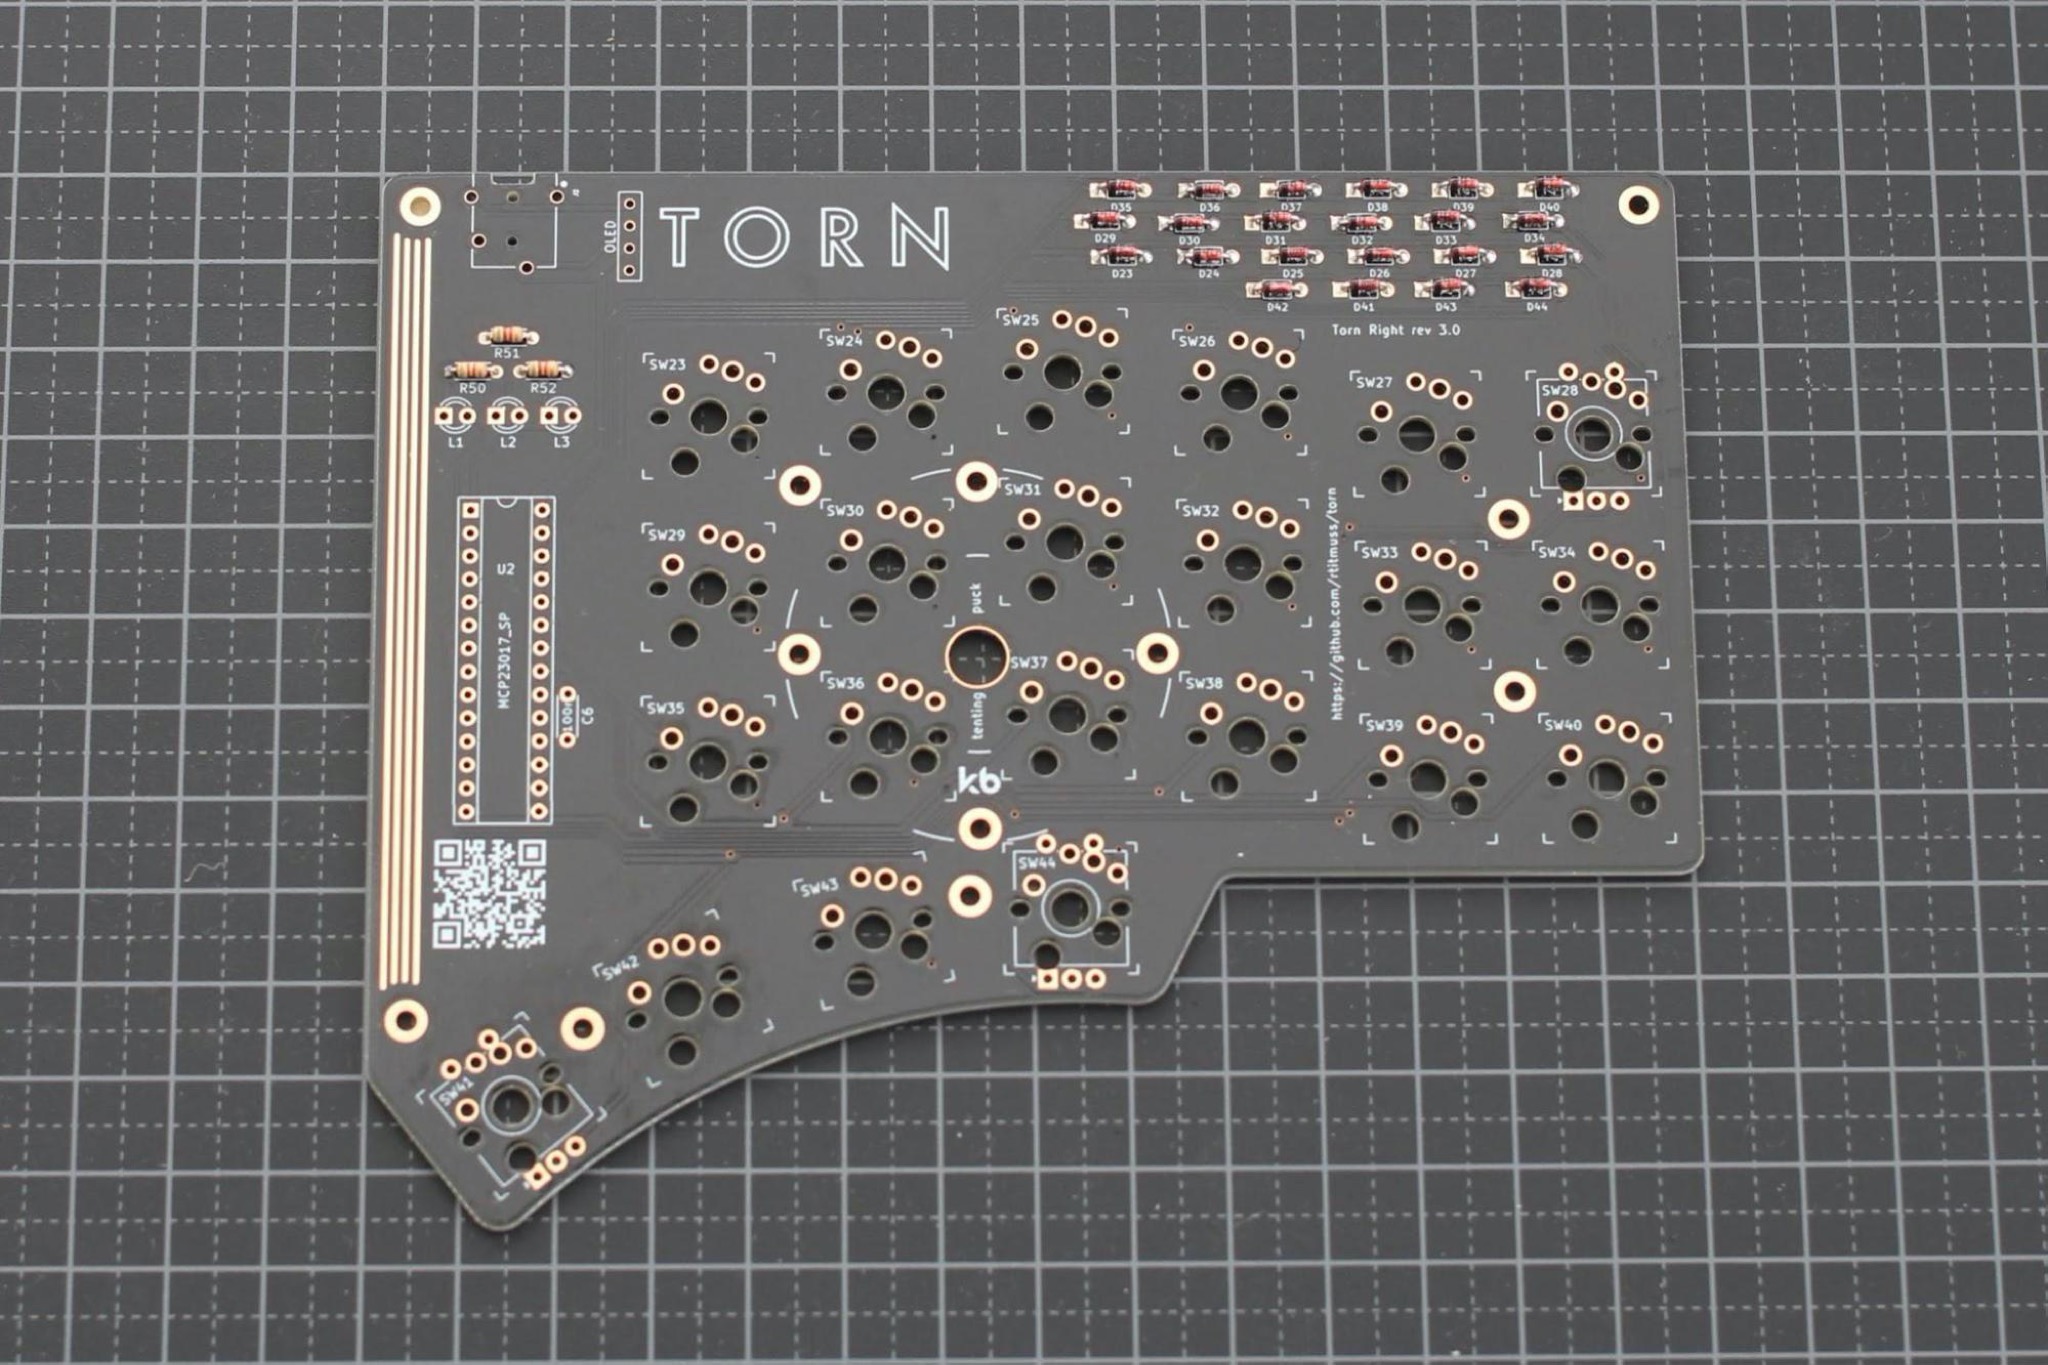 J2
OLED
TORN
D35 D36 D37 D38 D39 D40
D29 D30 D31 D32 D33 D34
D23 D24 D25 D26 D27 D28
D42 D41 D43 D44
Torn Right rev 3.0
R51
R50 R52
L1 L2 L3
SW23 SW24 SW25 SW26 SW27 SW28
SW29 SW30 SW31 SW32 SW33 SW34
SW35 SW36 SW37 SW38 SW39 SW40
U2
MCP23017_SP
100n
C6
tenting puck
https://github.com/rtitmuss/torn
kb
SW41 SW42 SW43 SW44